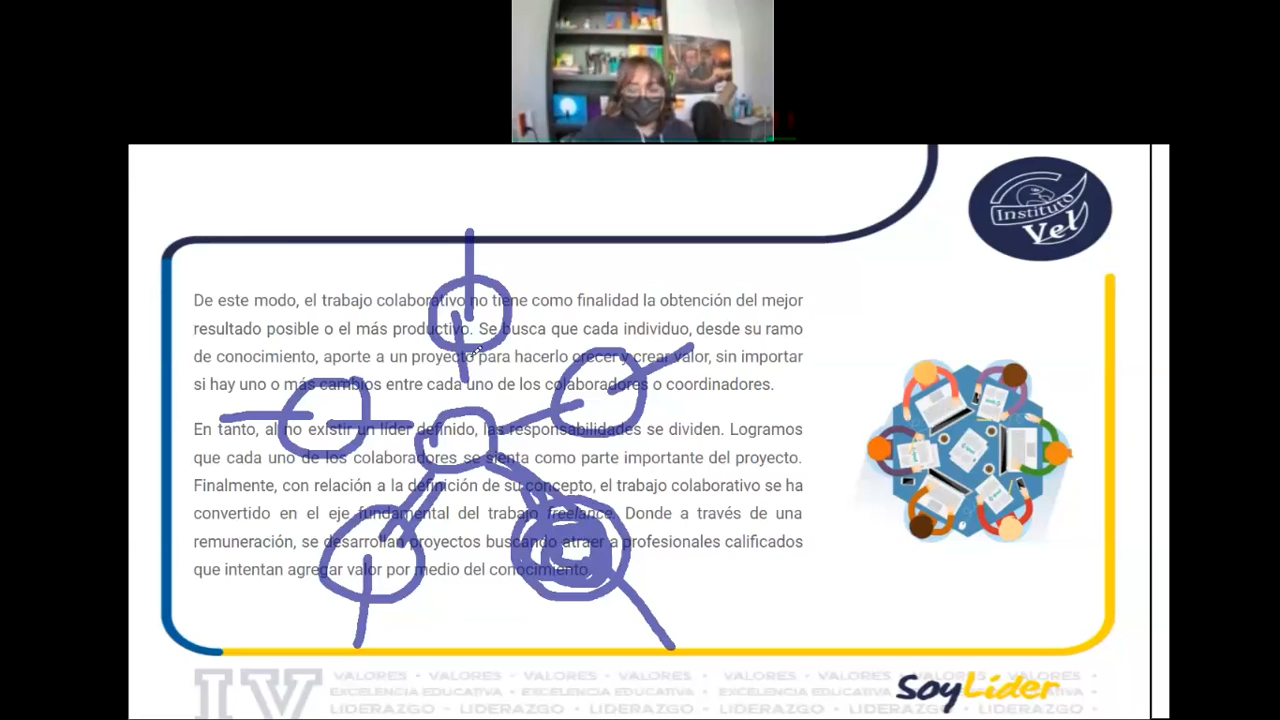 Instituto
Vel
De este modo, el trabajo colaborativo no tiene como finalidad la obtención del mejor
resultado posible o el más productivo. Se busca que cada individuo, desde su ramo
de conocimiento, aporte a un proyecto para hacerlo crecer y crear valor, sin importar
si hay uno o más cambios entre cada uno de los colaboradores o coordinadores.
En tanto, al no existir un líder definido, las responsabilidades se dividen. Logramos
que cada uno de los colaboradores se sienta como parte importante del proyecto.
Finalmente, con relación a la definición de su concepto, el trabajo colaborativo se ha
convertido en el eje fundamental del trabajo freelance. Donde a través de una
remuneración, se desarrollan proyectos buscando atraer a profesionales calificados
que intentan agregar valor por medio del conocimiento.
IV
VALORES • VALORES • VALORES • VALORES • VALORES • VALORES • VALORES •
EXCELENCIA EDUCATIVA • EXCELENCIA EDUCATIVA • EXCELENCIA EDUCATIVA •
LIDERAZGO • LIDERAZGO • LIDERAZGO • LIDERAZGO • LIDERAZGO •
SoyLíder